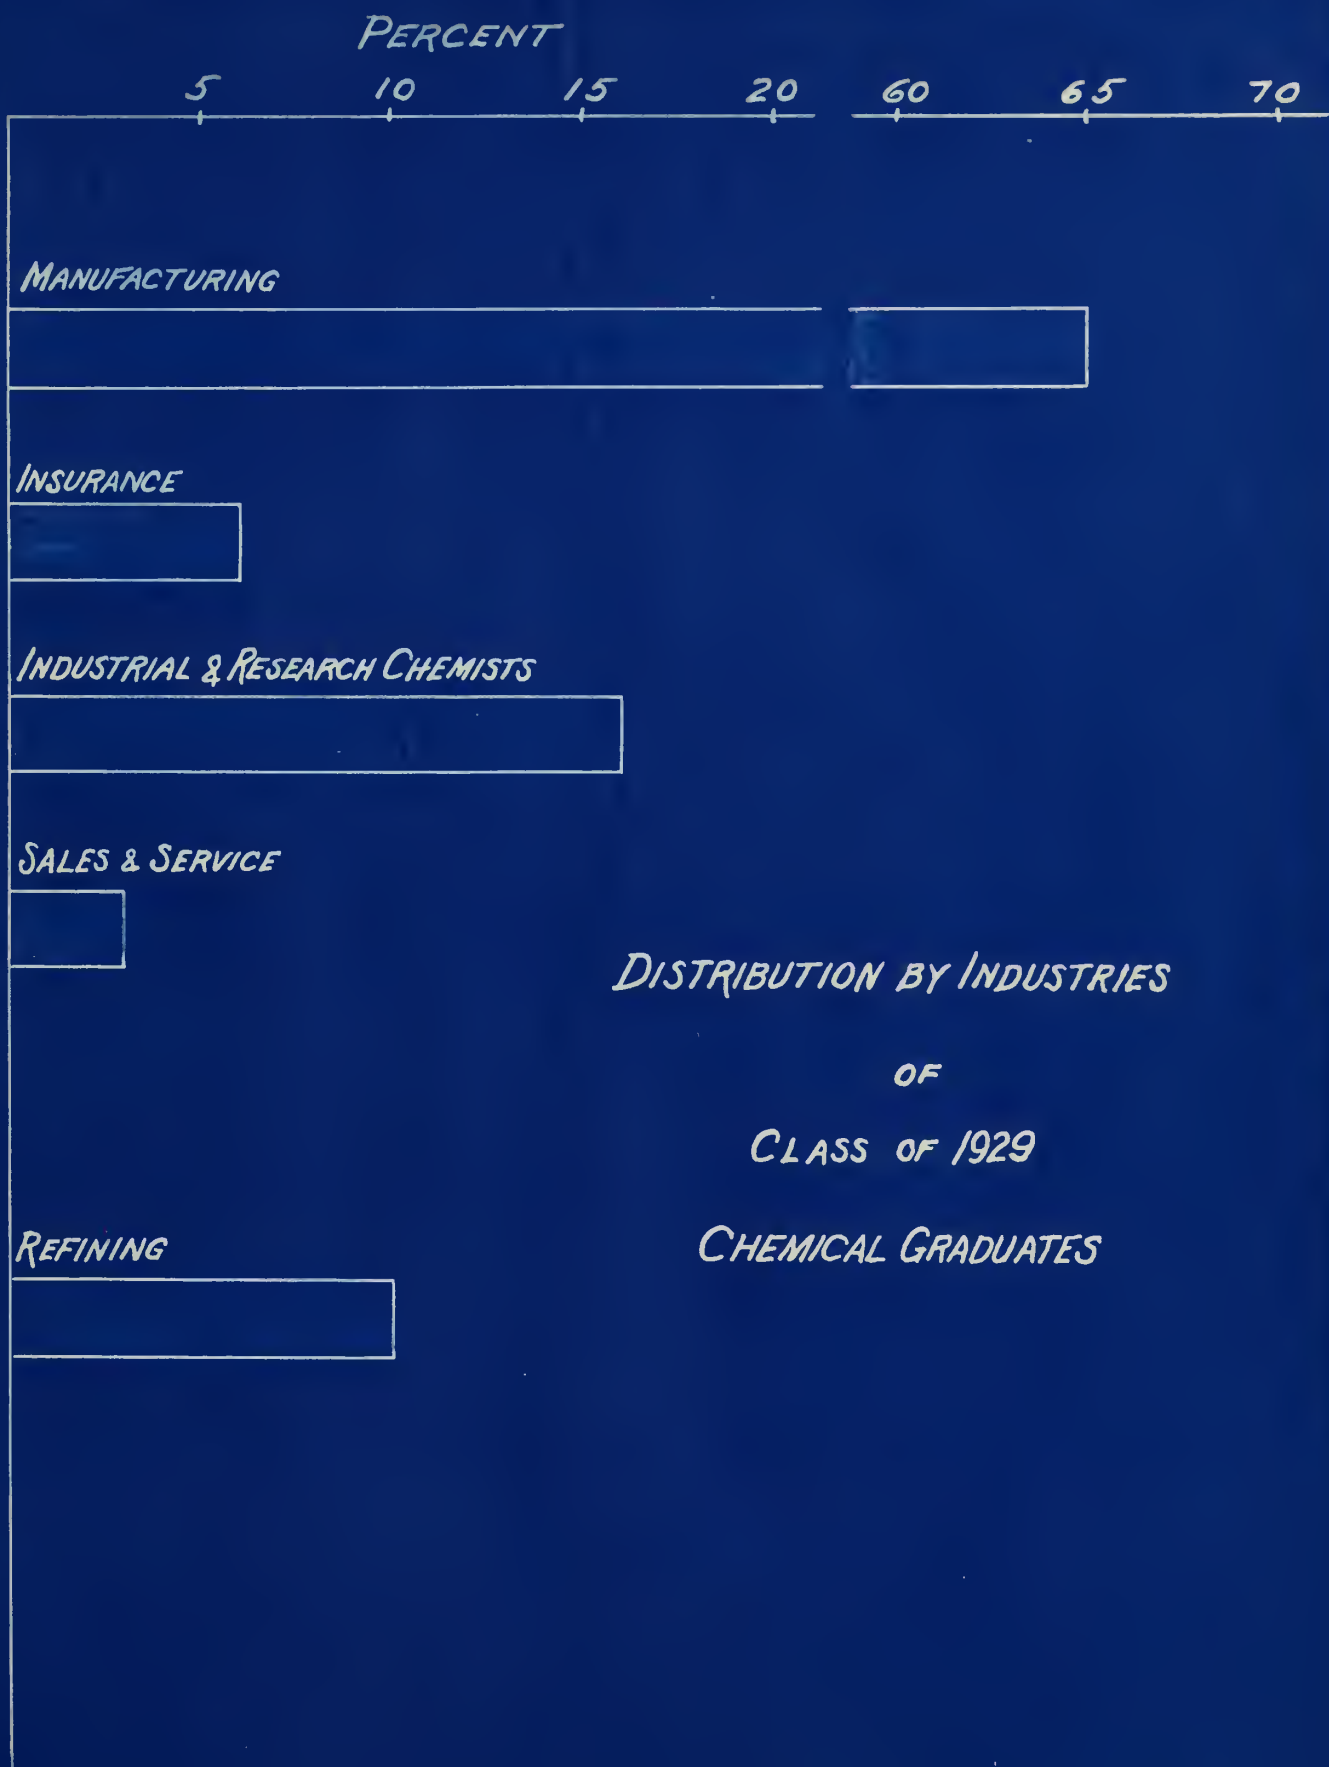 PERCENT
5 10 15 20 60 65 70
MANUFACTURING
INSURANCE
INDUSTRIAL & RESEARCH CHEMISTS
SALES & SERVICE
DISTRIBUTION BY INDUSTRIES
OF
CLASS OF 1929
REFINING
CHEMICAL GRADUATES